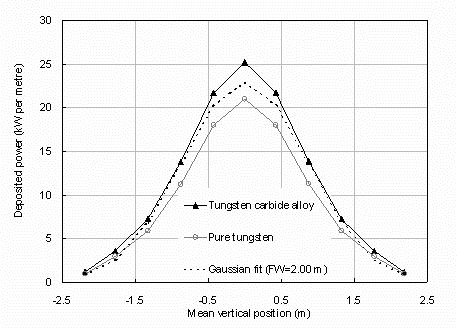 30
25
20
15
10
5
0
Deposited power (kW per metre)
Tungsten carbide alloy
Pure tungsten
Gaussian fit (FW=2.00 m)
-2.5 -1.5 -0.5 0.5 1.5 2.5
Mean vertical position (m)